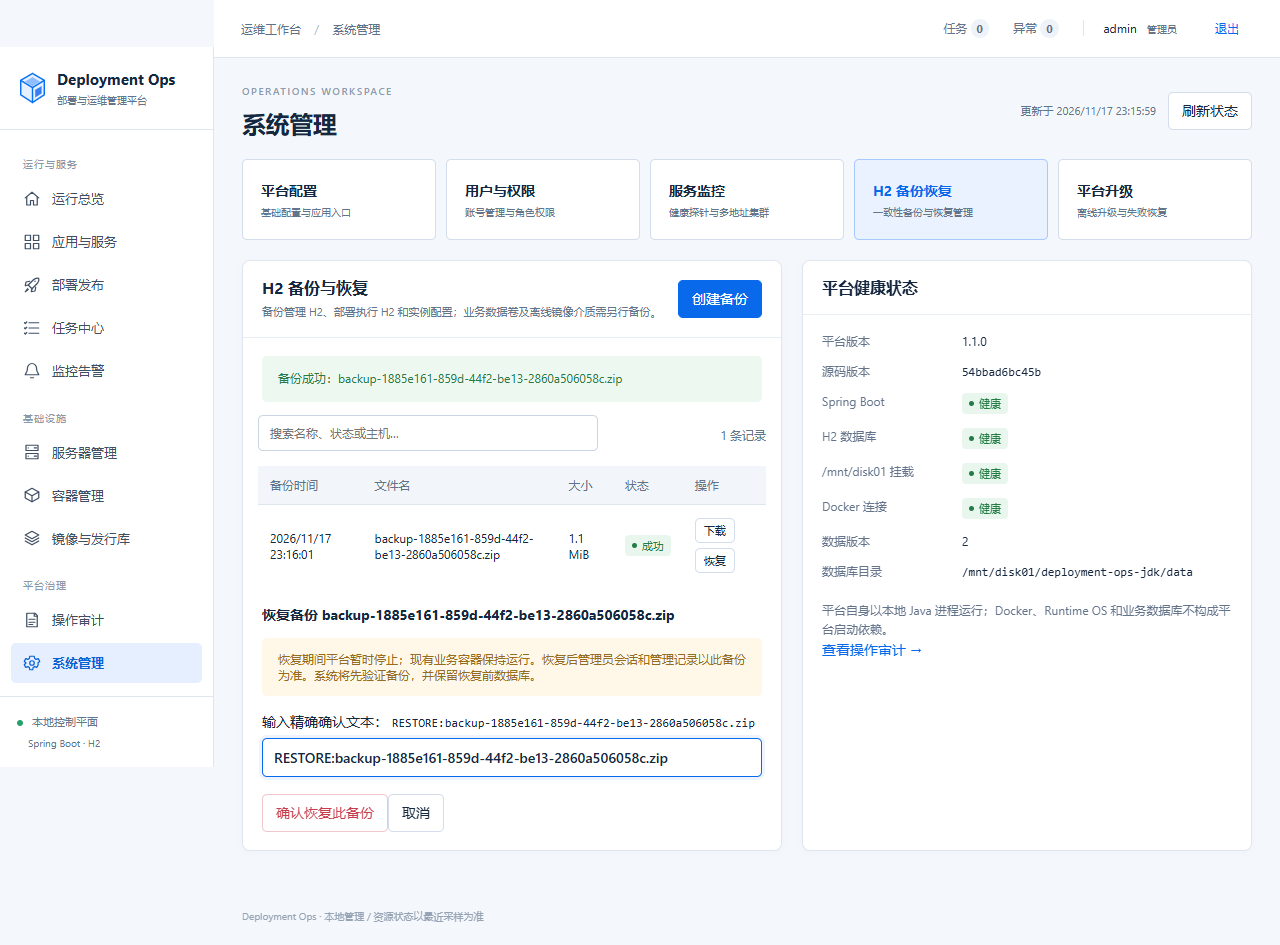 运维工作台 / 系统管理
任务 0 异常 0 admin 管理员 退出
Deployment Ops
部署与运维管理平台
运行与服务
运行总览
应用与服务
部署发布
任务中心
监控告警
基础设施
服务器管理
容器管理
镜像与发行库
平台治理
操作审计
系统管理
本地控制平面
Spring Boot · H2
OPERATIONS WORKSPACE
系统管理
更新于 2026/11/17 23:15:59
刷新状态
平台配置
基础配置与应用入口
用户与权限
账号管理与角色权限
服务监控
健康探针与多地址集群
H2 备份恢复
一致性备份与恢复管理
平台升级
离线升级与失败恢复
H2 备份与恢复
备份管理 H2、部署执行 H2 和实例配置；业务数据卷及离线镜像介质需另行备份。
创建备份
备份成功：backup-1885e161-859d-44f2-be13-2860a506058c.zip
搜索名称、状态或主机...
1 条记录
备份时间 文件名 大小 状态 操作
2026/11/17
23:16:01
backup-1885e161-859d-44f2-
be13-2860a506058c.zip
1.1
MiB
成功
下载
恢复
恢复备份 backup-1885e161-859d-44f2-be13-2860a506058c.zip
恢复期间平台暂时停止；现有业务容器保持运行。恢复后管理员会话和管理记录以此备份
为准。系统将先验证备份，并保留恢复前数据库。
输入精确确认文本： RESTORE:backup-1885e161-859d-44f2-be13-2860a506058c.zip
RESTORE:backup-1885e161-859d-44f2-be13-2860a506058c.zip
确认恢复此备份 取消
平台健康状态
平台版本 1.1.0
源码版本 54bbad6bc45b
Spring Boot 健康
H2 数据库 健康
/mnt/disk01 挂载 健康
Docker 连接 健康
数据版本 2
数据库目录 /mnt/disk01/deployment-ops-jdk/data
平台自身以本地 Java 进程运行；Docker、Runtime OS 和业务数据库不构成平
台启动依赖。
查看操作审计 →
Deployment Ops · 本地管理 / 资源状态以最近采样为准